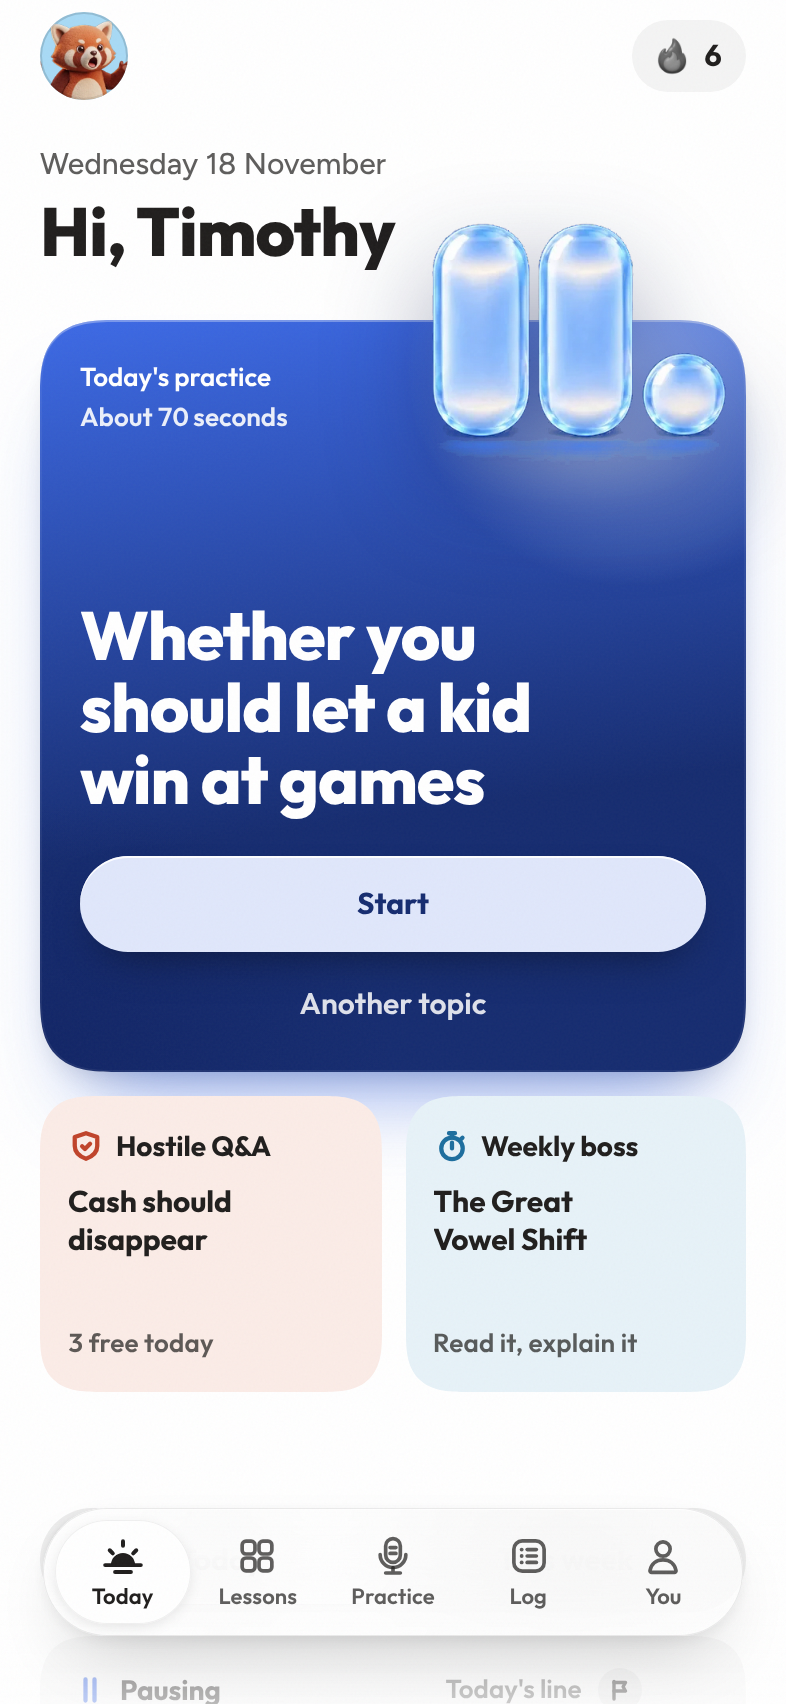 6
Wednesday 18 November
Hi, Timothy
Today's practice
About 70 seconds
Whether you
should let a kid
win at games
Start
Another topic
Hostile Q&A
Cash should
disappear
3 free today
Weekly boss
The Great
Vowel Shift
Read it, explain it
Today
Lessons
Practice
Log
You
Pausing
Today's line